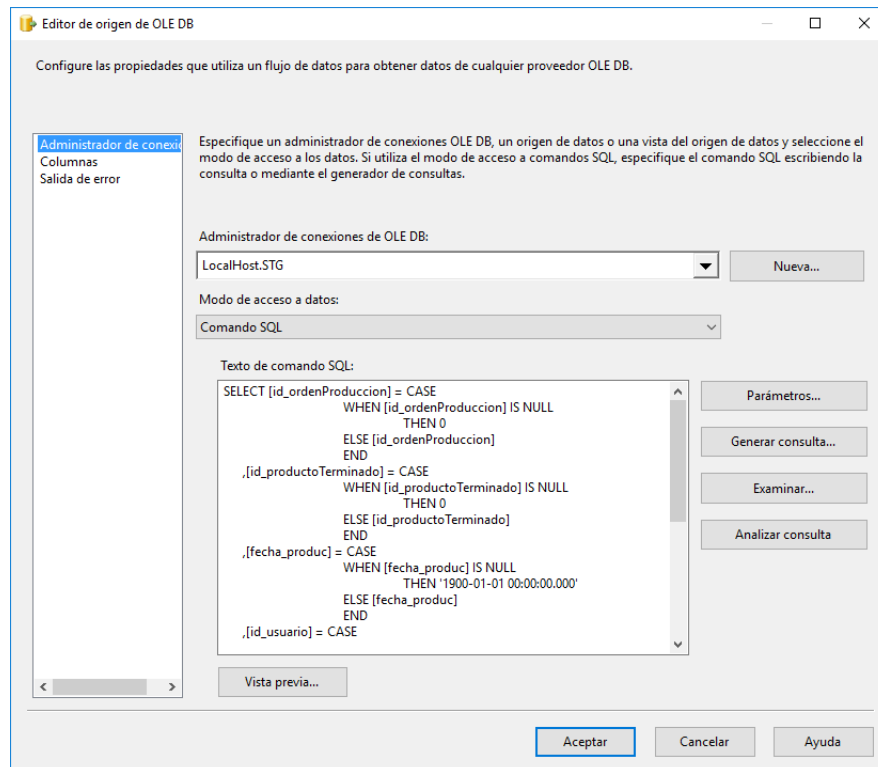 Editor de origen de OLE DB
Configure las propiedades que utiliza un flujo de datos para obtener datos de cualquier proveedor OLE DB.
Administrador de conexi
Columnas
Salida de error
Especifique un administrador de conexiones OLE DB, un origen de datos o una vista del origen de datos y seleccione el
modo de acceso a los datos. Si utiliza el modo de acceso a comandos SQL, especifique el comando SQL escribiendo la
consulta o mediante el generador de consultas.
Administrador de conexiones de OLE DB:
LocalHost.STG
Nueva...
Modo de acceso a datos:
Comando SQL
Texto de comando SQL:
SELECT [id_ordenProduccion] = CASE
WHEN [id_ordenProduccion] IS NULL
THEN 0
ELSE [id_ordenProduccion]
END
,[id_productoTerminado] = CASE
WHEN [id_productoTerminado] IS NULL
THEN 0
ELSE [id_productoTerminado]
END
,[fecha_produc] = CASE
WHEN [fecha_produc] IS NULL
THEN '1900-01-01 00:00:00.000'
ELSE [fecha_produc]
END
,[id_usuario] = CASE
Parámetros...
Generar consulta...
Examinar...
Analizar consulta
Vista previa...
Aceptar
Cancelar
Ayuda